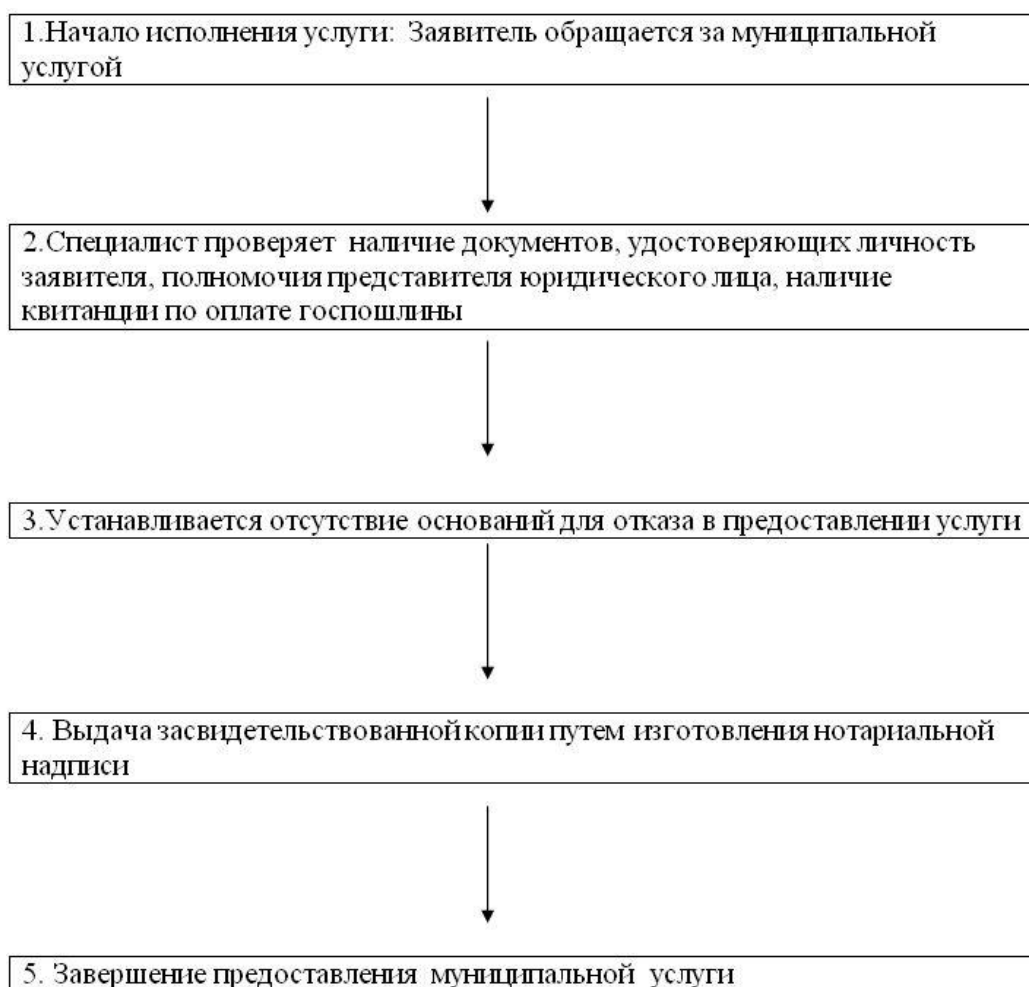 1.Начало исполнения услуги: Заявитель обращается за муниципальной
услугой
2.Специалист проверяет наличие документов, удостоверяющих личность
заявителя, полномочия представителя юридического лица, наличие
квитанции по оплате госпошлины
3.Устанавливается отсутствие оснований для отказа в предоставлении услуги
4. Выдача засвидетельствованной копии путем изготовления нотариальной
надписи
5. Завершение предоставления муниципальной услуги